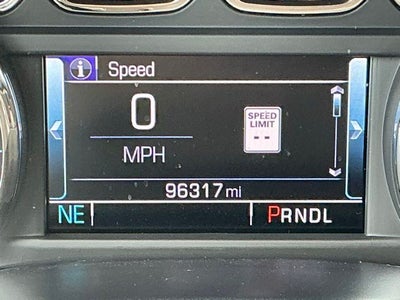 i Speed
0
SPEED
LIMIT
--
MPH
96317 mi
NE PRNDL